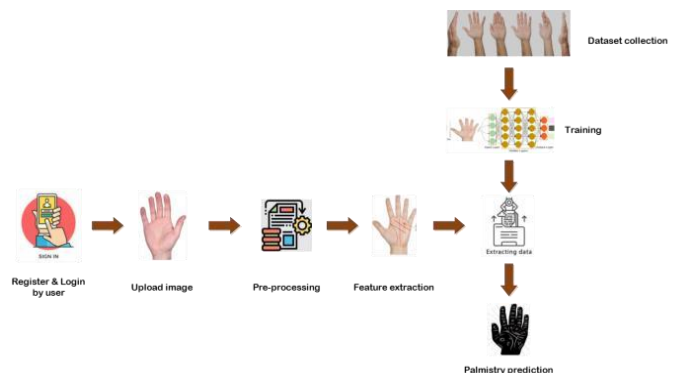 Dataset collection
Training
SIGN IN
Extracting data
Register & Login
by user
Upload image
Pre-processing
Feature extraction
Palmistry prediction